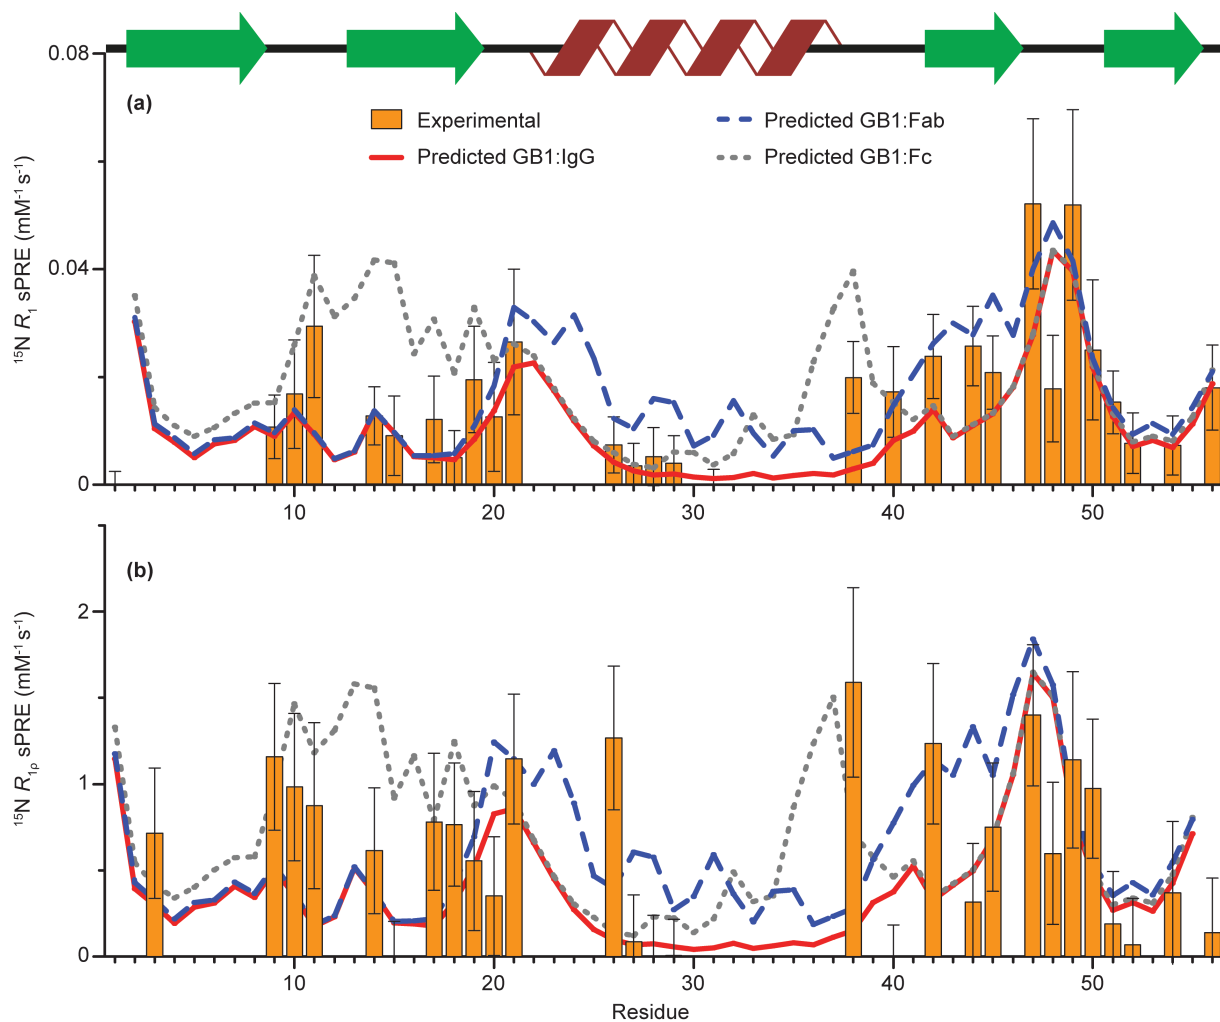 0.08
(a)
Experimental
Predicted GB1:Fab
Predicted GB1:IgG
Predicted GB1:Fc
¹⁵N R₁ sPRE (mM⁻¹ s⁻¹)
0.04
0
10 20 30 40 50
(b)
¹⁵N R₁ρ sPRE (mM⁻¹ s⁻¹)
2
1
0
10 20 30 40 50
Residue